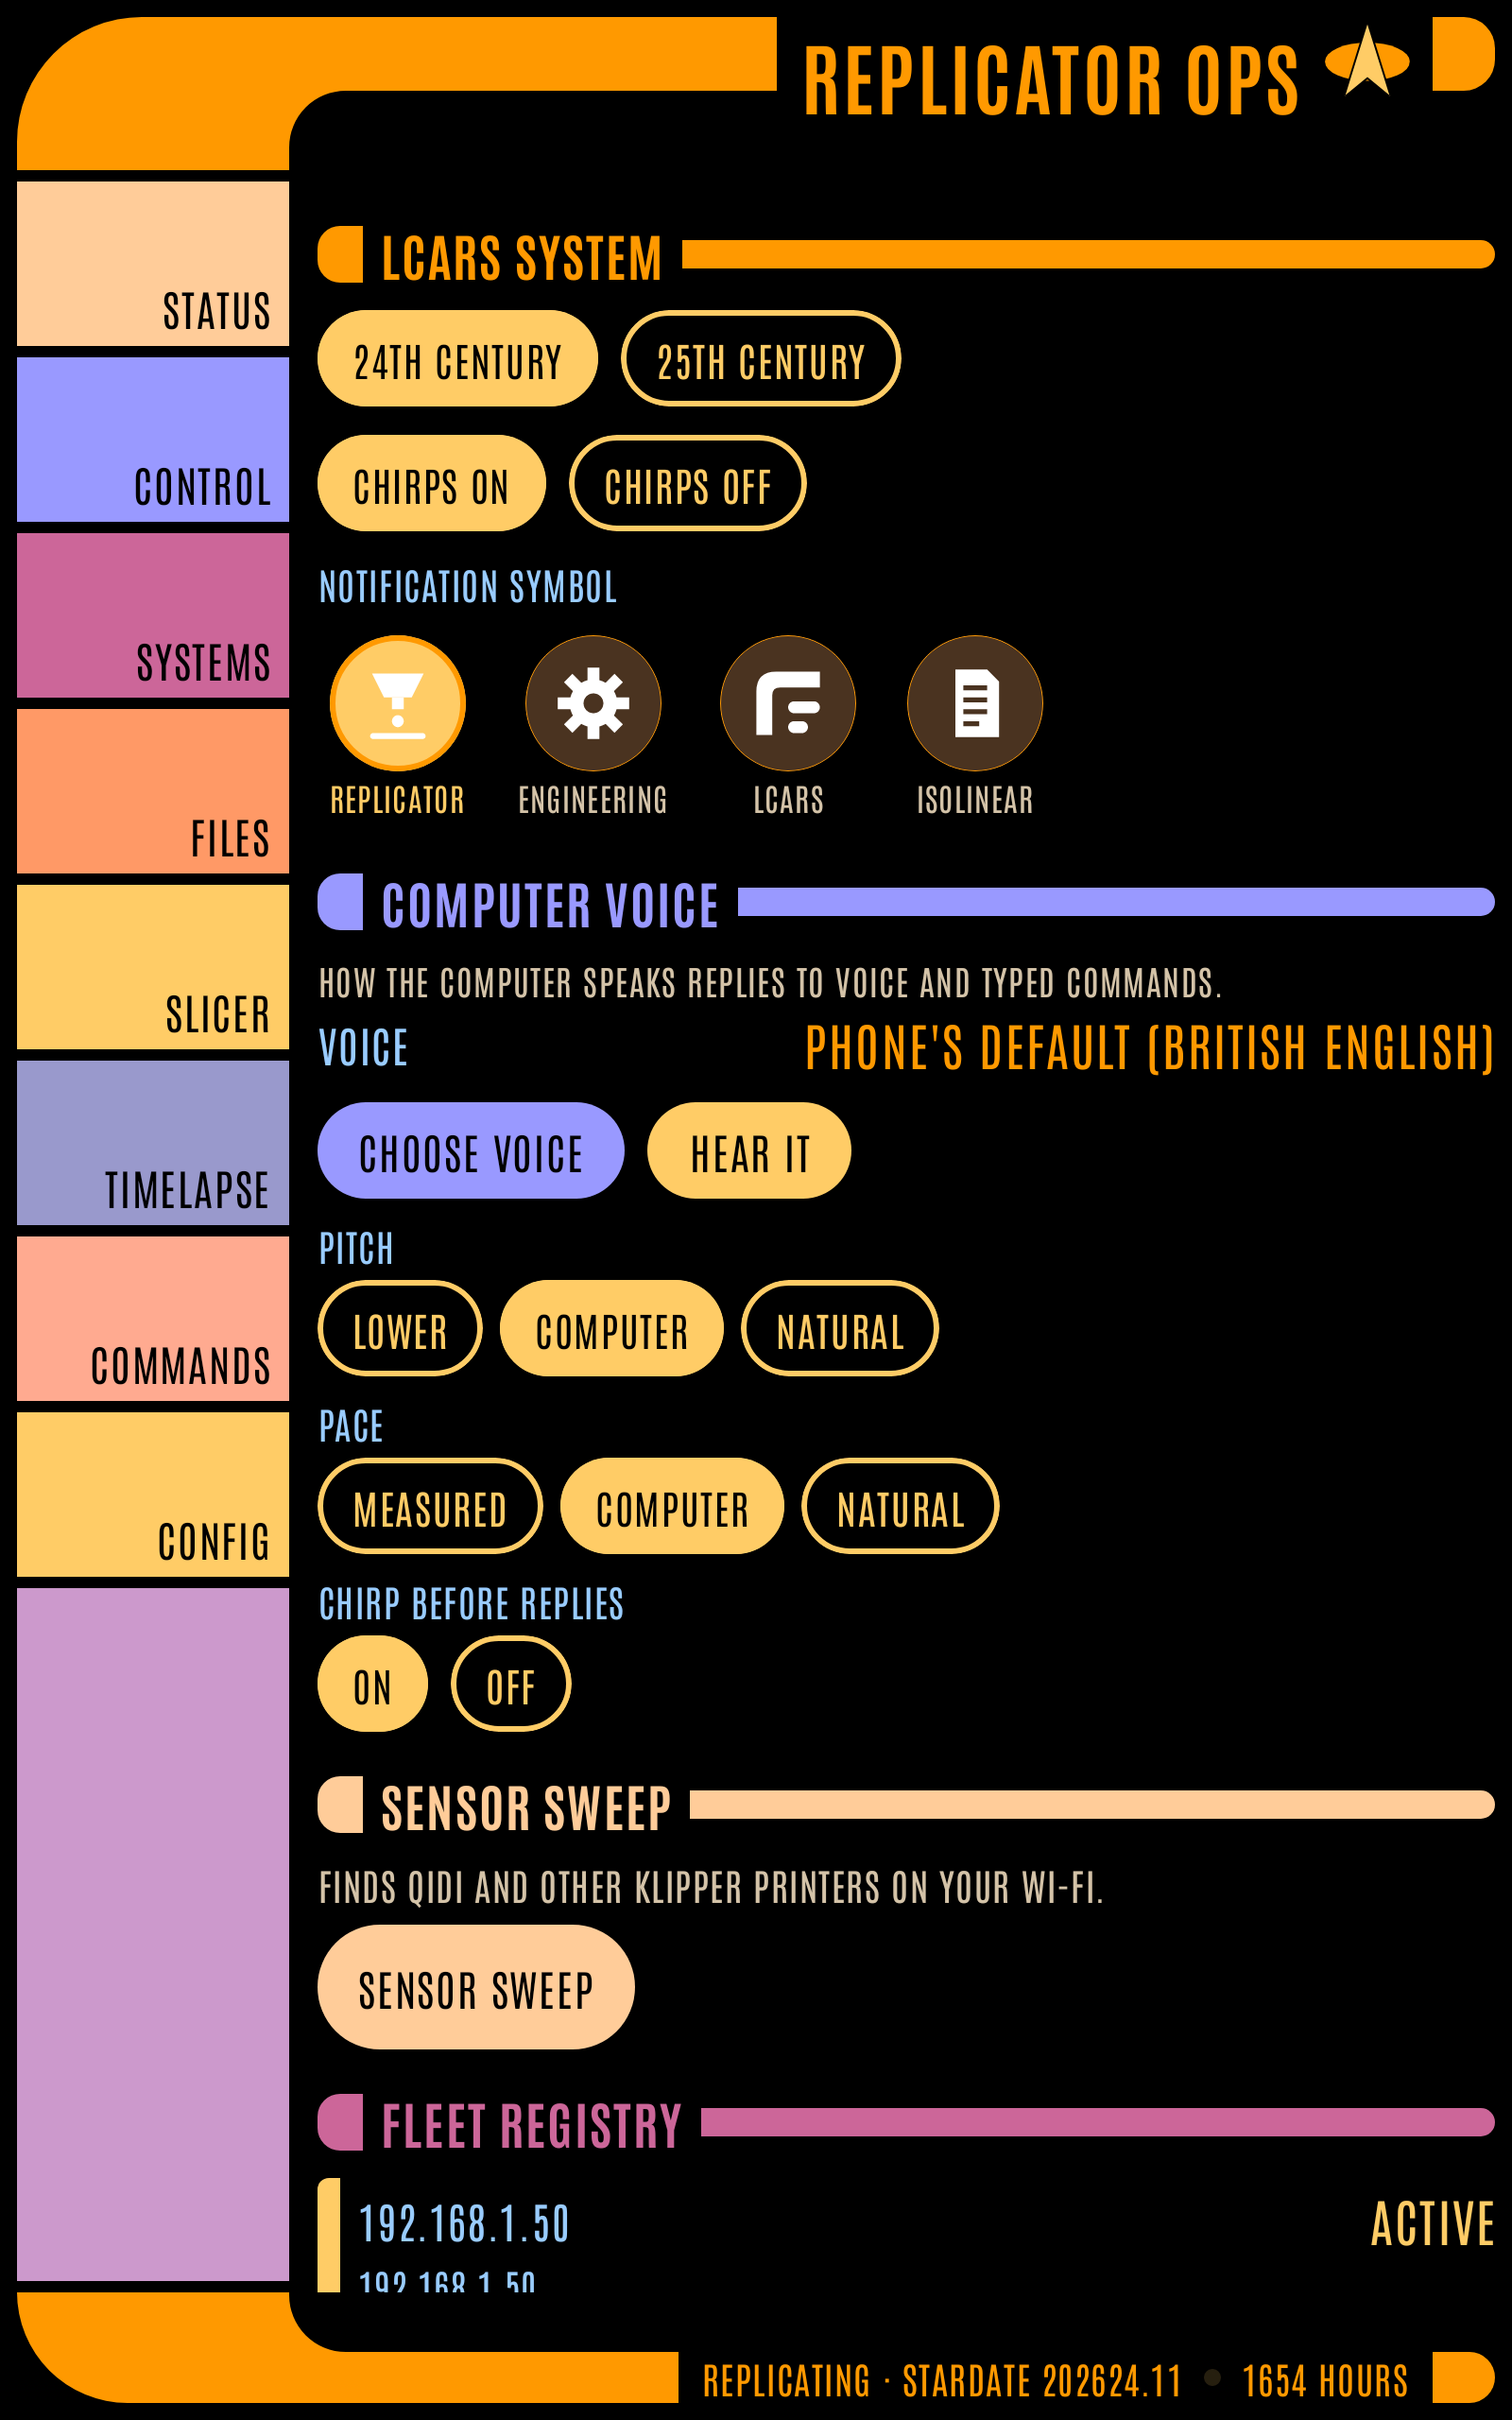 REPLICATOR OPS
STATUS
CONTROL
SYSTEMS
FILES
SLICER
TIMELAPSE
COMMANDS
CONFIG
LCARS SYSTEM
24TH CENTURY 25TH CENTURY
CHIRPS ON CHIRPS OFF
NOTIFICATION SYMBOL
REPLICATOR ENGINEERING LCARS ISOLINEAR
COMPUTER VOICE
HOW THE COMPUTER SPEAKS REPLIES TO VOICE AND TYPED COMMANDS.
VOICE PHONE'S DEFAULT (BRITISH ENGLISH)
CHOOSE VOICE HEAR IT
PITCH
LOWER COMPUTER NATURAL
PACE
MEASURED COMPUTER NATURAL
CHIRP BEFORE REPLIES
ON OFF
SENSOR SWEEP
FINDS QIDI AND OTHER KLIPPER PRINTERS ON YOUR WI-FI.
SENSOR SWEEP
FLEET REGISTRY
192.168.1.50 ACTIVE
192.168.1.50
REPLICATING · STARDATE 202624.11 1654 HOURS